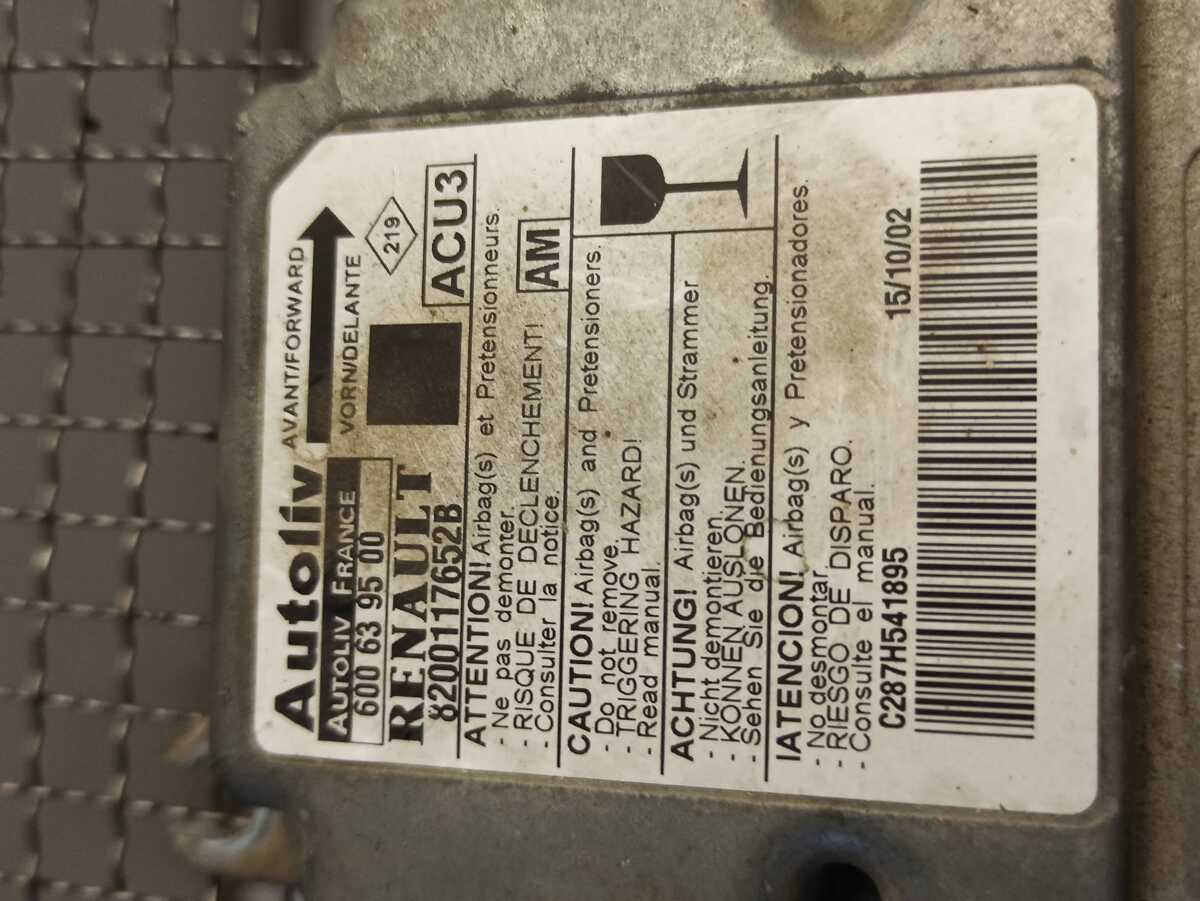 Autoliv
AVANT/FORWARD
VORN/DELANTE
AUTOLIV FRANCE
600 63 95 00
219
RENAULT
8200117652B
ACU3
ATTENTION! Airbag(s) et Pretensionneurs.
- Ne pas demonter.
- RISQUE DE DECLENCHEMENT!
- Consulter la notice.
AM
CAUTION! Airbag(s) and Pretensioners.
- Do not remove.
- TRIGGERING HAZARD!
- Read manual.
ACHTUNG! Airbag(s) und Strammer
- Nicht demontieren.
- KONNEN AUSLONEN.
- Sehen Sie die Bedienungsanleitung.
IATENCION! Airbag(s) y Pretensionadores.
- No desmontar.
- RIESGO DE DISPARO.
- Consulte el manual.
C287H541895
15/10/02